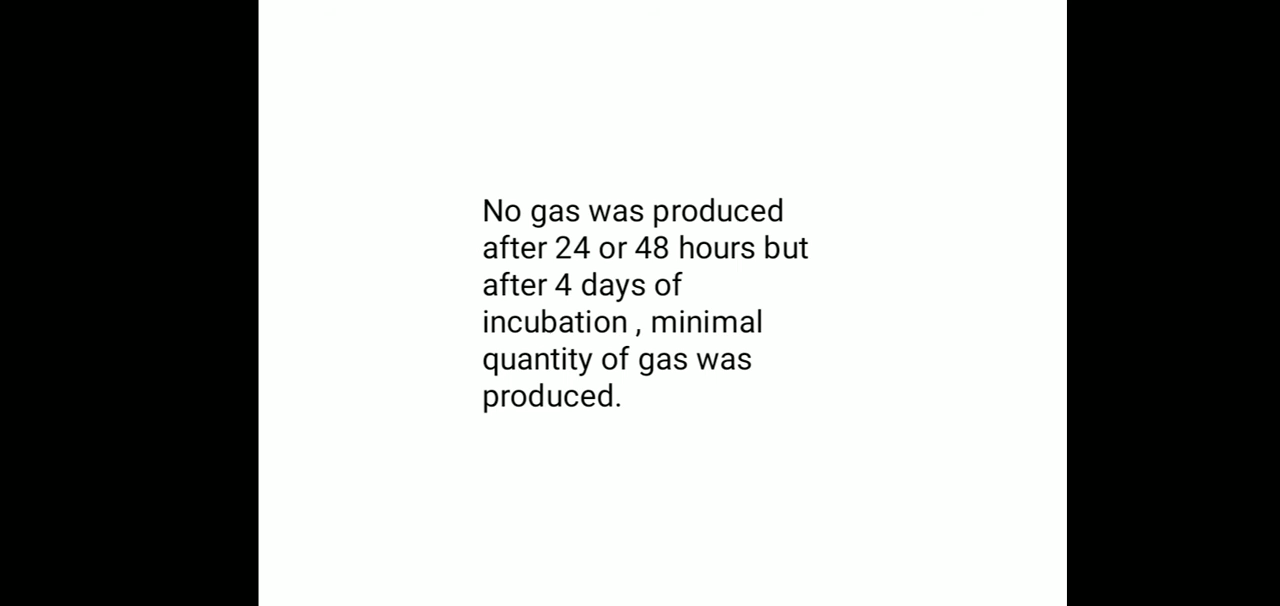 No gas was produced
after 24 or 48 hours but
after 4 days of
incubation , minimal
quantity of gas was
produced.